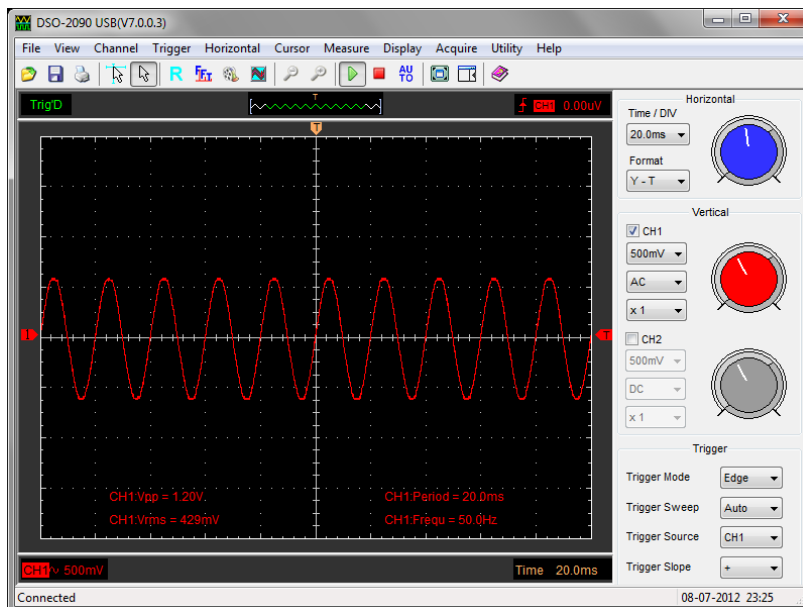 DSO-2090 USB(V7.0.0.3)
File View Channel Trigger Horizontal Cursor Measure Display Acquire Utility Help
R FFT AUTO
Trig'D
T
CH1 0.00uV
T
1
T
CH1:Vpp = 1.20V
CH1:Period = 20.0ms
CH1:Vrms = 429mV
CH1:Frequ = 50.0Hz
CH1 500mV
Time 20.0ms
Horizontal
Time / DIV
20.0ms
Format
Y - T
Vertical
CH1
500mV
AC
x 1
CH2
500mV
DC
x 1
Trigger
Trigger Mode Edge
Trigger Sweep Auto
Trigger Source CH1
Trigger Slope +
Connected
08-07-2012 23:25